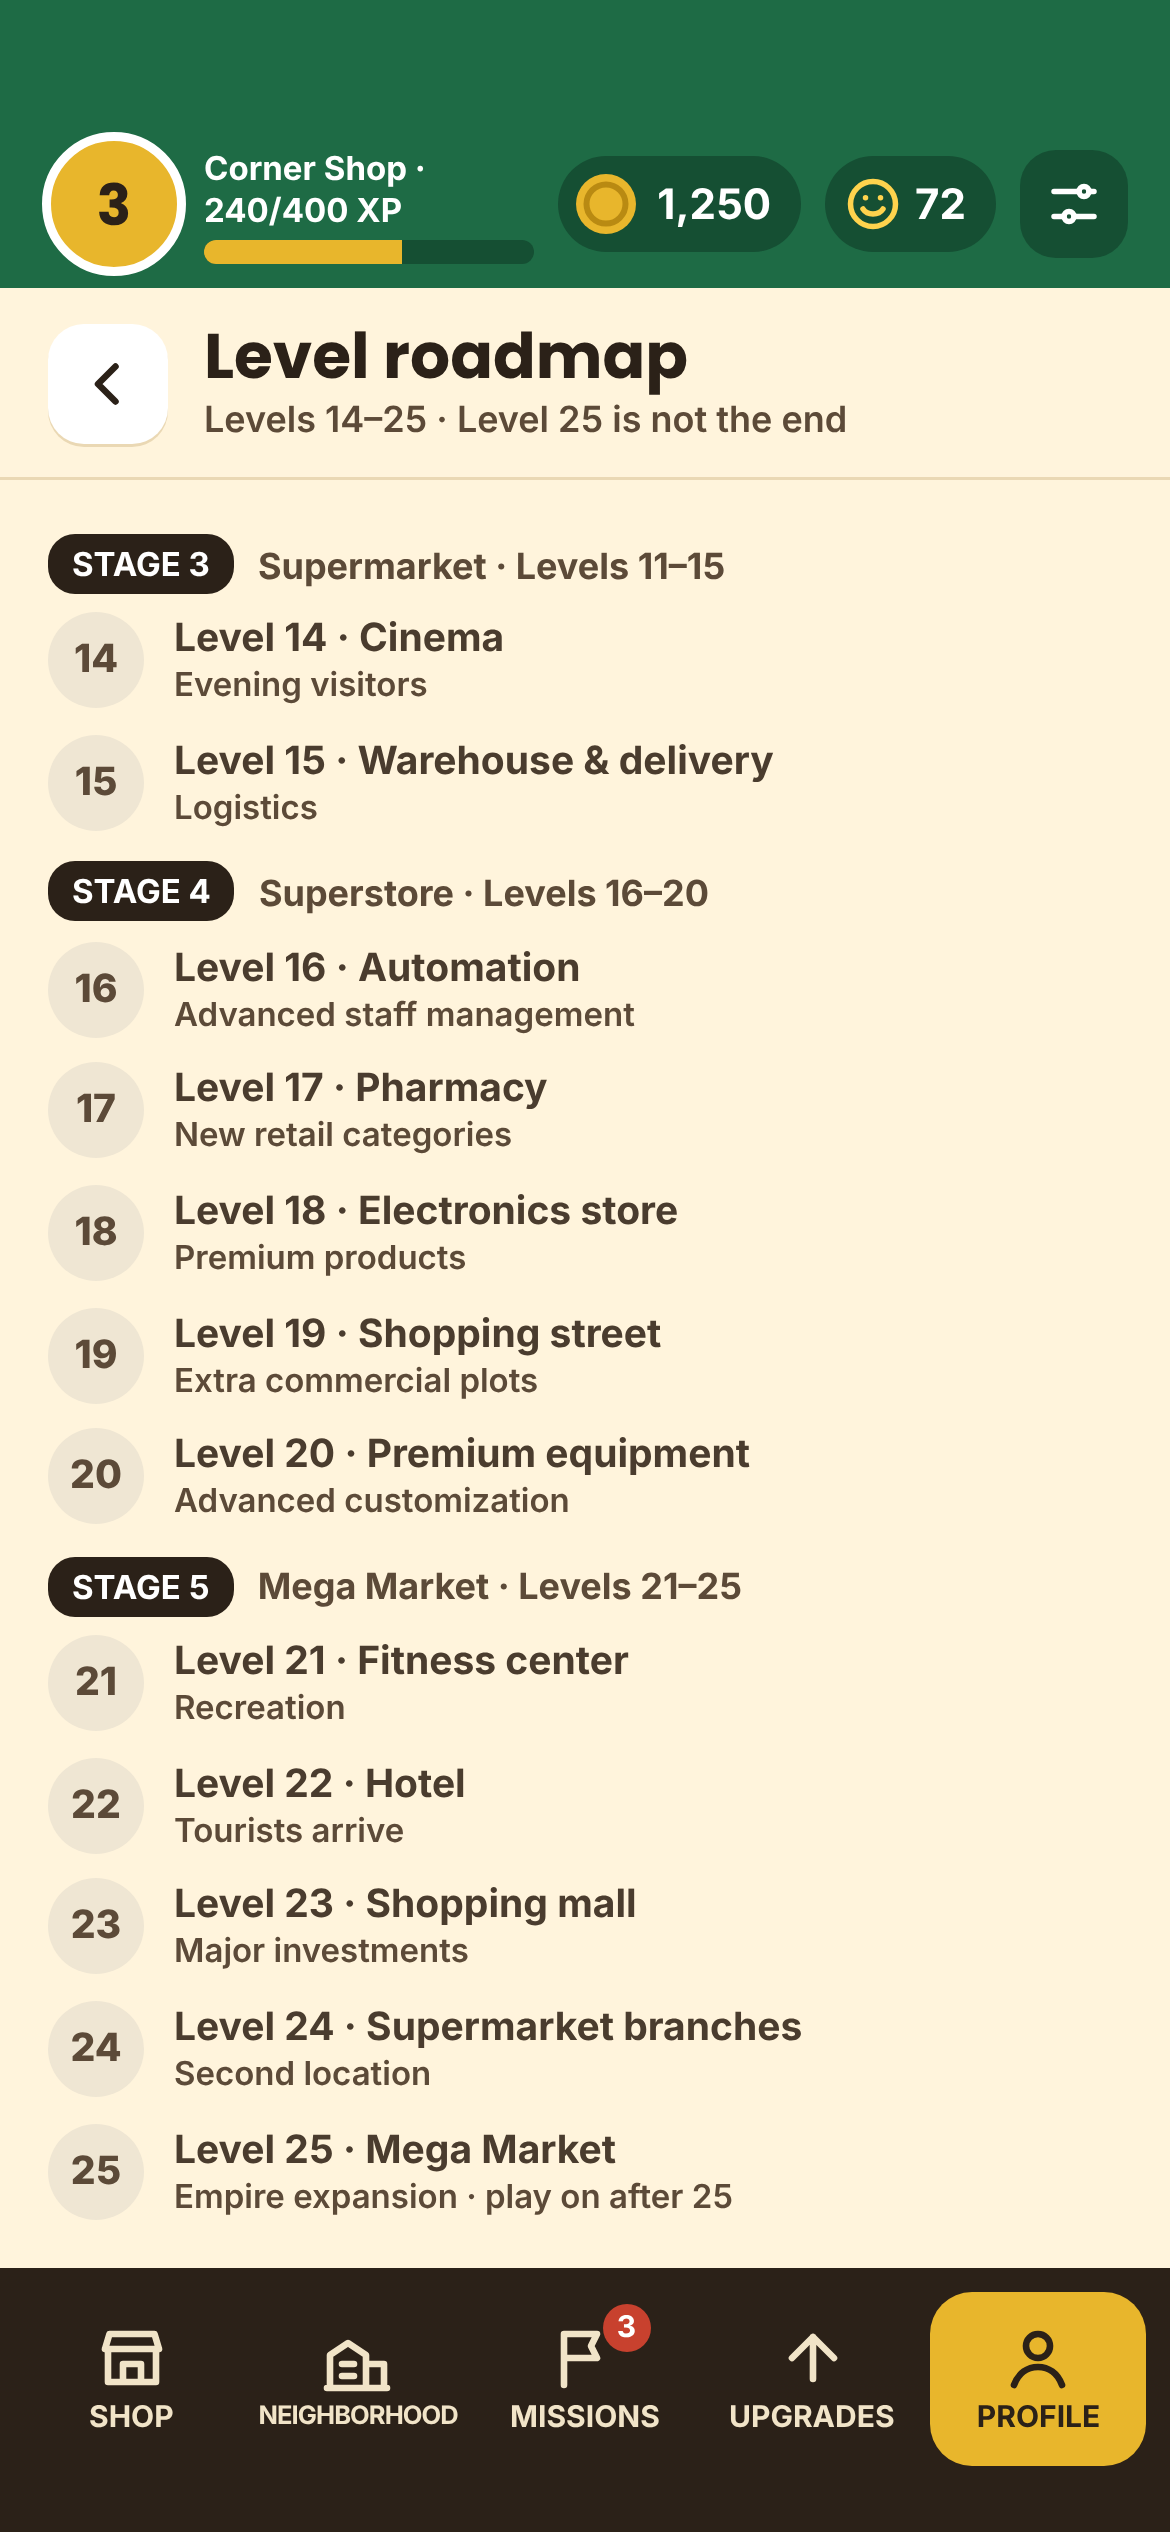 3
Corner Shop ·
240/400 XP
1,250
72
Level roadmap
Levels 14–25 · Level 25 is not the end
STAGE 3
Supermarket · Levels 11–15
14
Level 14 · Cinema
Evening visitors
15
Level 15 · Warehouse & delivery
Logistics
STAGE 4
Superstore · Levels 16–20
16
Level 16 · Automation
Advanced staff management
17
Level 17 · Pharmacy
New retail categories
18
Level 18 · Electronics store
Premium products
19
Level 19 · Shopping street
Extra commercial plots
20
Level 20 · Premium equipment
Advanced customization
STAGE 5
Mega Market · Levels 21–25
21
Level 21 · Fitness center
Recreation
22
Level 22 · Hotel
Tourists arrive
23
Level 23 · Shopping mall
Major investments
24
Level 24 · Supermarket branches
Second location
25
Level 25 · Mega Market
Empire expansion · play on after 25
SHOP
NEIGHBORHOOD
3
MISSIONS
UPGRADES
PROFILE